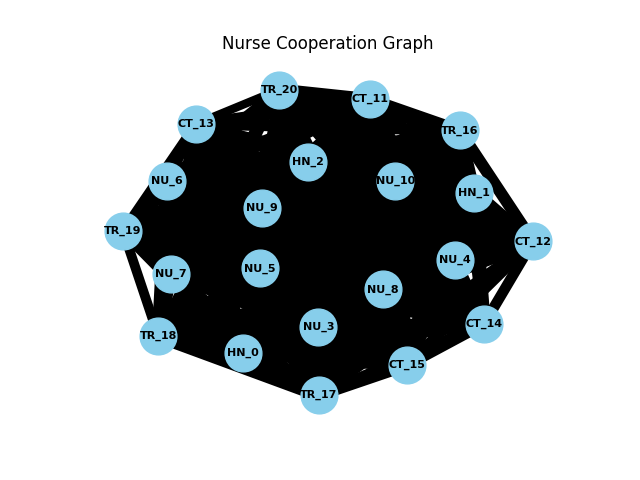 Nurse Cooperation Graph
TR_20
CT_11
CT_13
TR_16
HN_2
NU_6
NU_10
HN_1
NU_9
TR_19
CT_12
NU_4
NU_5
NU_7
NU_8
CT_14
NU_3
TR_18
HN_0
CT_15
TR_17